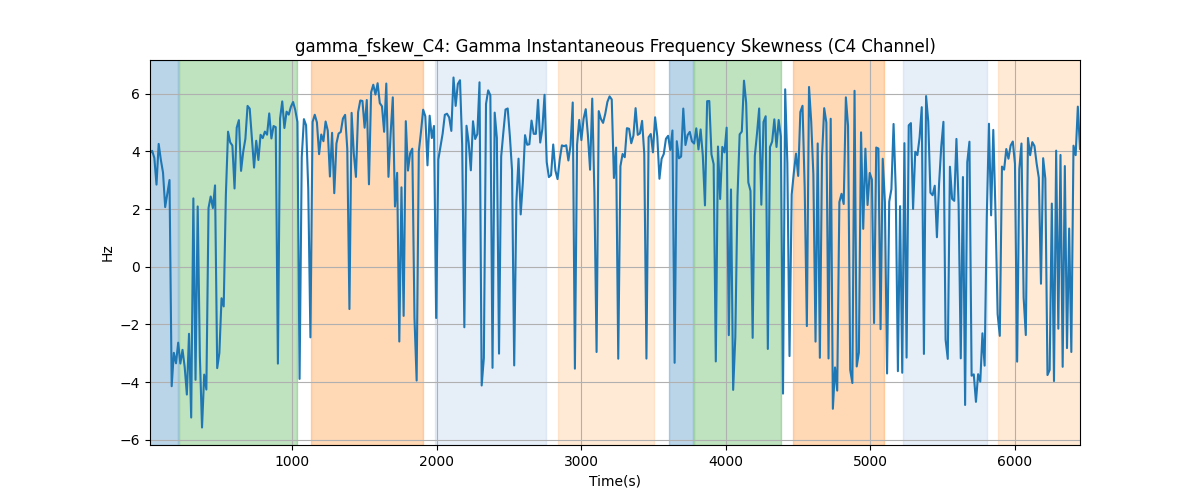 gamma_fskew_C4: Gamma Instantaneous Frequency Skewness (C4 Channel)
Hz
6
4
2
0
−2
−4
−6
1000 2000 3000 4000 5000 6000
Time(s)